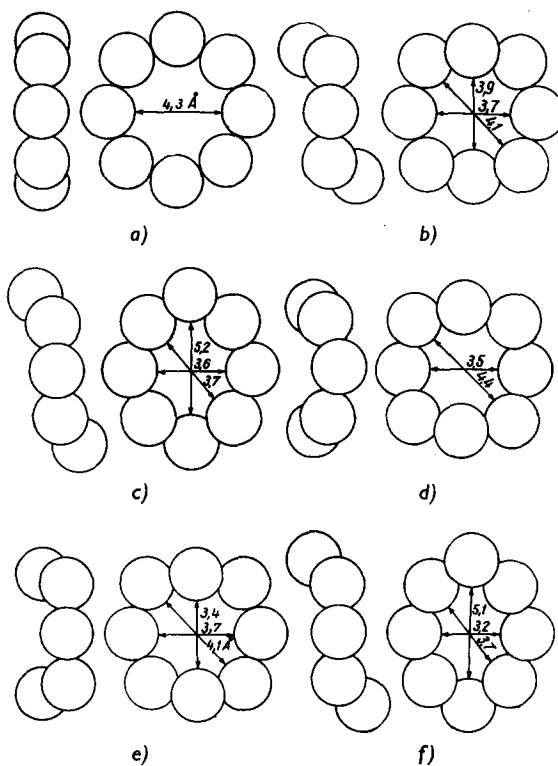 4,3 Å
a)
3,9
3,7
4,1
b)
5,2
3,6
3,7
c)
3,5
4,4
d)
3,4
3,7
4,1 Å
e)
5,1
3,2
3,7
f)